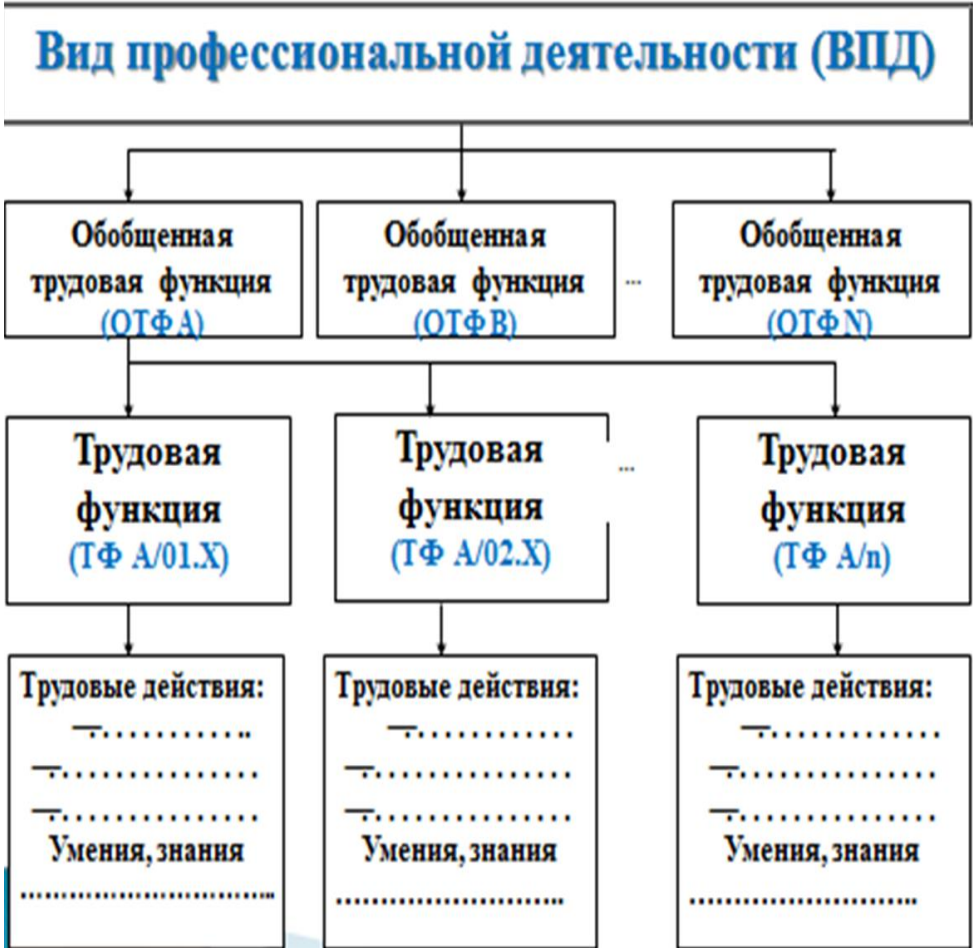 Вид профессиональной деятельности (ВПД)
Обобщенная
трудовая функция
(ОТФ A)
Обобщенная
трудовая функция
(ОТФ B)
...
Обобщенная
трудовая функция
(ОТФ N)
Трудовая
функция
(ТФ A/01.X)
Трудовая
функция
(ТФ A/02.X)
...
Трудовая
функция
(ТФ A/n)
Трудовые действия:
—............
—...............
—...............
Умения, знания
................................
Трудовые действия:
—............
—...............
—...............
Умения, знания
...........................
Трудовые действия:
—.............
—...............
—...............
Умения, знания
...........................